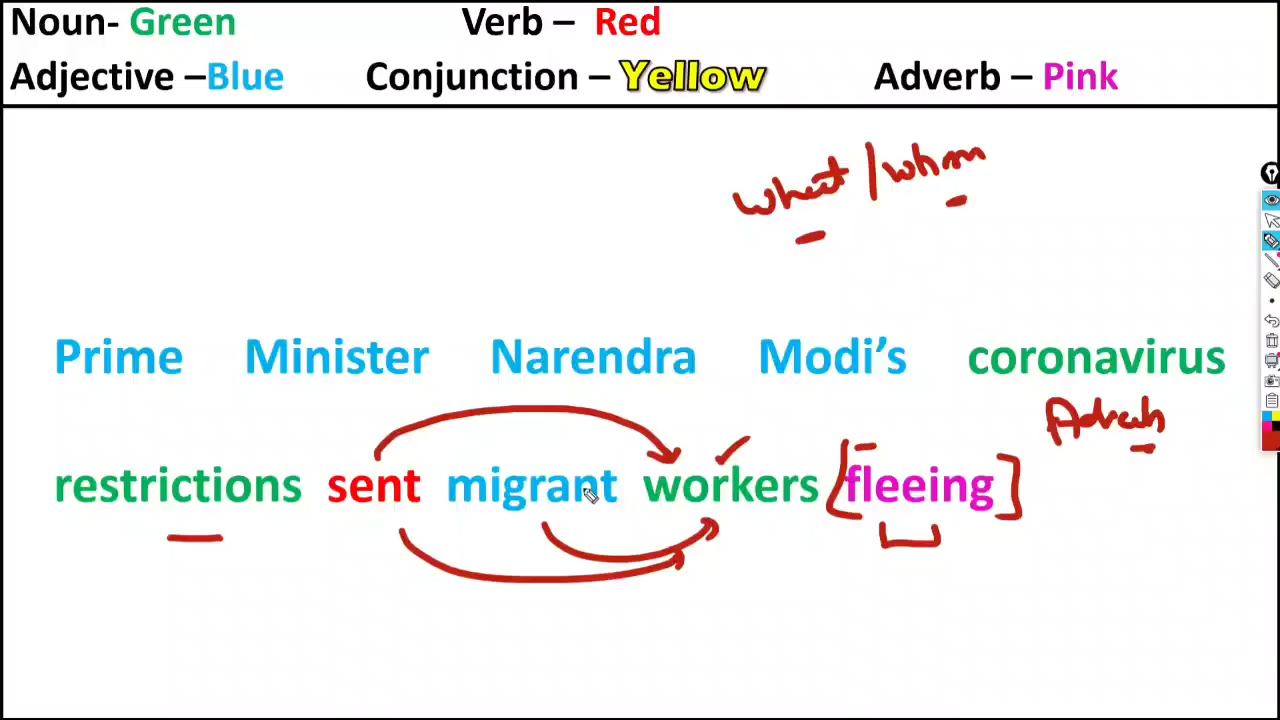 Noun- Green Verb – Red
Adjective –Blue Conjunction – Yellow Adverb – Pink
what/whom
Prime Minister Narendra Modi’s coronavirus
Adverb
restrictions sent migrant workers [fleeing]